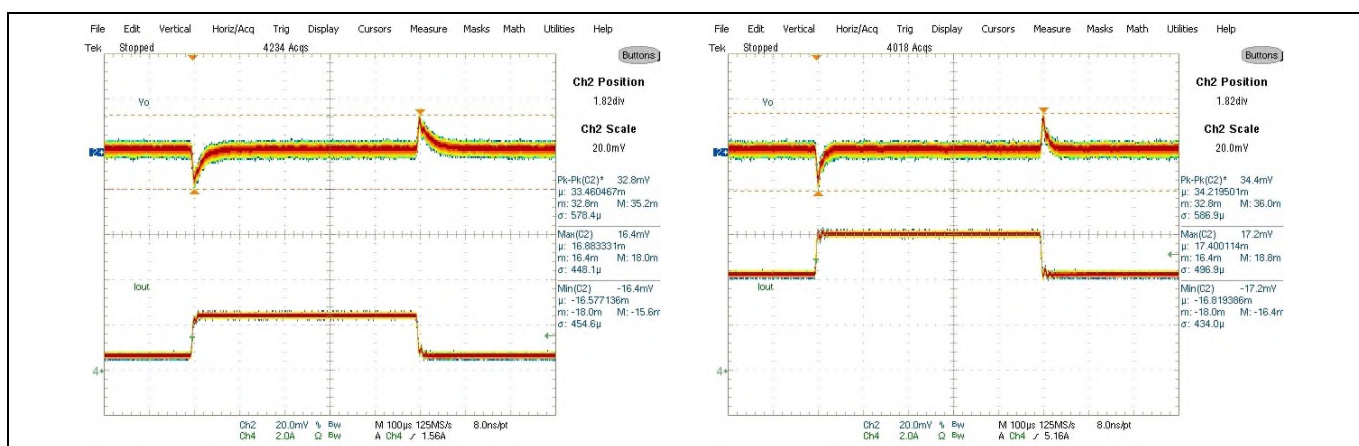 File Edit Vertical Horiz/Acq Trig Display Cursors Measure Masks Math Utilities Help
Tek Stopped 4234 Acqs
Buttons
Ch2 Position
1.82div
Ch2 Scale
20.0mV
Vo
Pk-Pk(C2)* 32.8mV
µ: 33.460467m
m: 32.8m M: 35.2m
σ: 578.4µ
Max(C2) 16.4mV
µ: 16.883331m
m: 16.4m M: 18.0m
σ: 448.1µ
Iout
Min(C2) -16.4mV
µ: -16.577136m
m: -18.0m M: -15.6m
σ: 454.6µ
4
Ch2 20.0mV % Bw M 100µs 125MS/s 8.0ns/pt
Ch4 2.0A Ω Bw A Ch4 / 1.56A
File Edit Vertical Horiz/Acq Trig Display Cursors Measure Masks Math Utilities Help
Tek Stopped 4018 Acqs
Buttons
Ch2 Position
1.82div
Ch2 Scale
20.0mV
Vo
Pk-Pk(C2)* 34.4mV
µ: 34.219501m
m: 32.8m M: 36.0m
σ: 586.9µ
Max(C2) 17.2mV
µ: 17.400114m
m: 16.4m M: 18.8m
σ: 496.9µ
Iout
Min(C2) -17.2mV
µ: -16.819386m
m: -18.0m M: -16.4m
σ: 434.0µ
4
Ch2 20.0mV % Bw M 100µs 125MS/s 8.0ns/pt
Ch4 2.0A Ω Bw A Ch4 / 5.16A